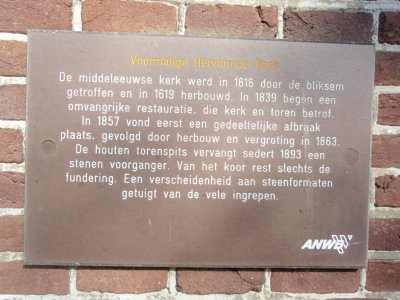 Voormalige Hervormde Kerk
De middeleeuwse kerk werd in 1616 door de bliksem
getroffen en in 1619 herbouwd. In 1839 begon een
omvangrijke restauratie, die kerk en toren betrof.
In 1857 vond eerst een gedeeltelijke afbraak
plaats, gevolgd door herbouw en vergroting in 1863.
De houten torenspits vervangt sedert 1893 een
stenen voorganger. Van het koor rest slechts de
fundering. Een verscheidenheid aan steenformaten
getuigt van de vele ingrepen.
ANWB